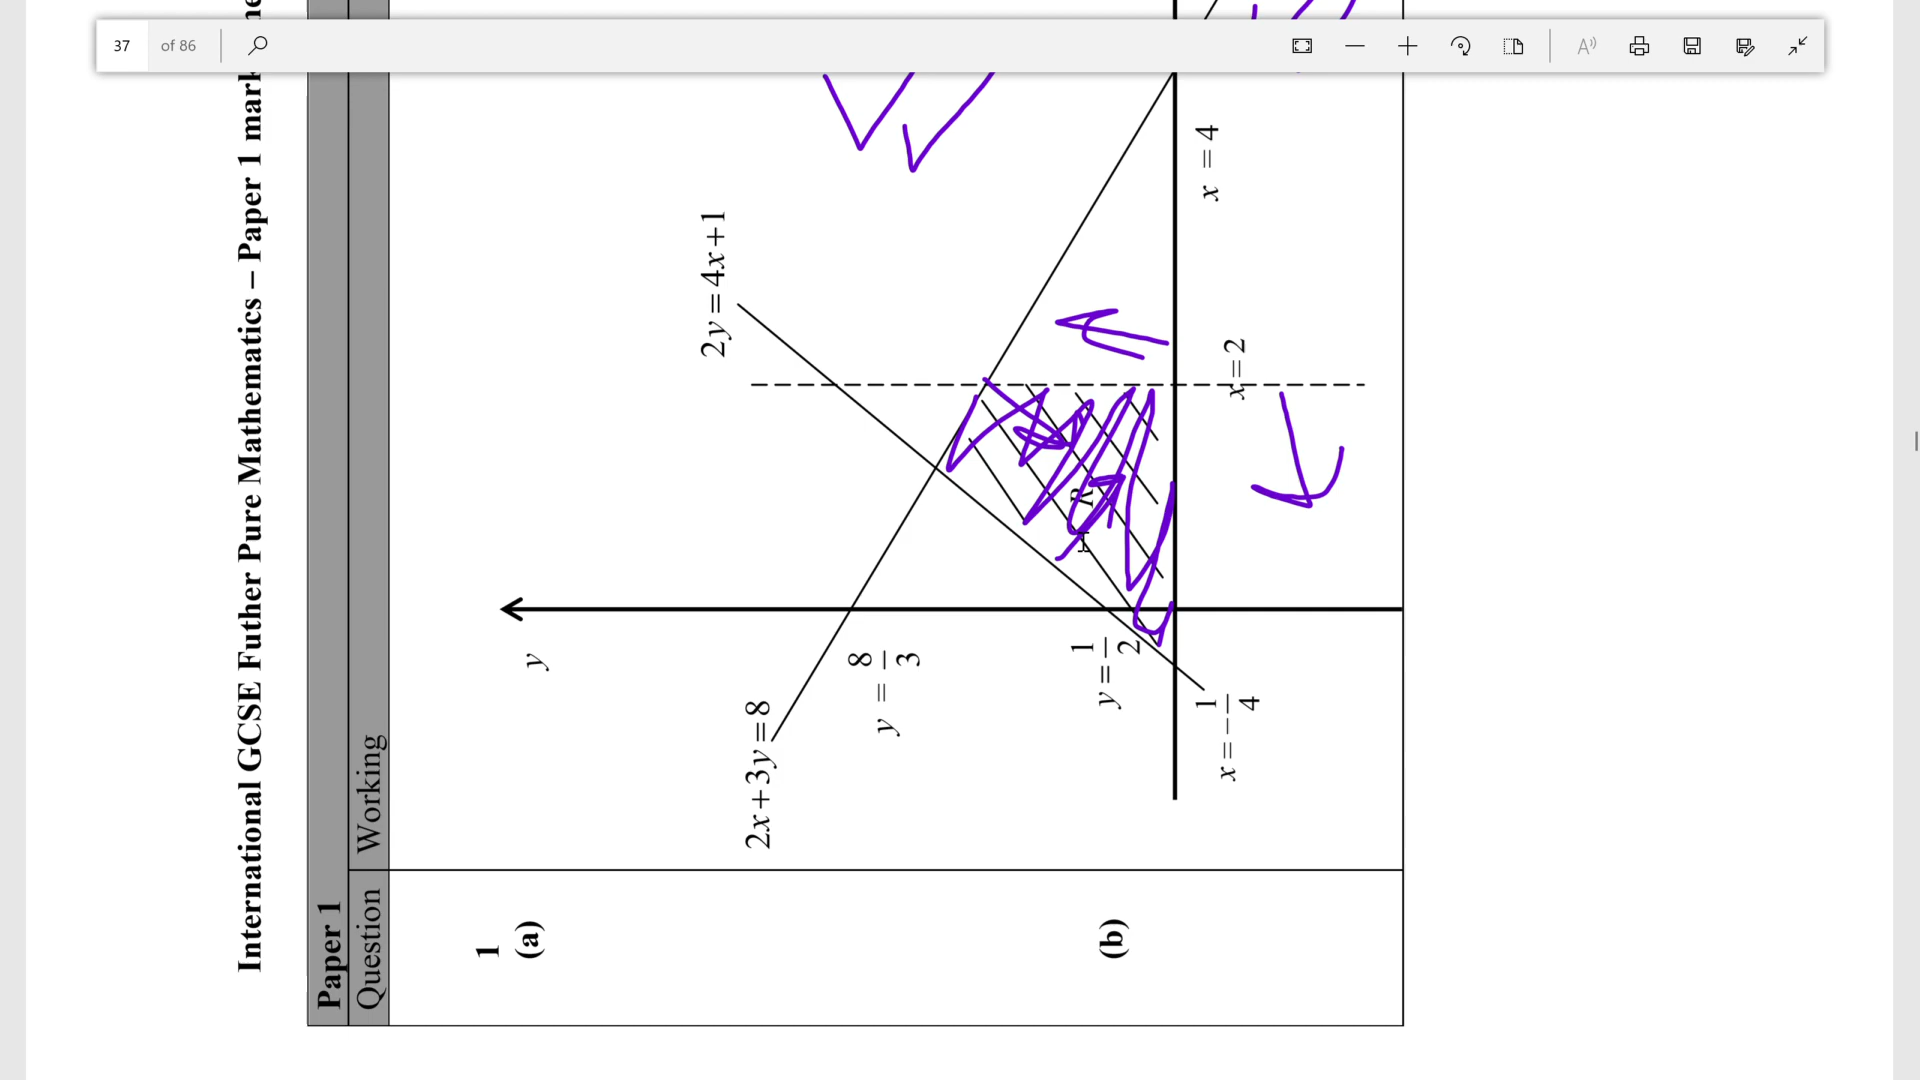 37 of 86
International GCSE Futher Pure Mathematics – Paper 1 mark
Paper 1
Question Working
1
(a)
(b)
y
2y = 4x + 1
2x + 3y = 8
y = 8/3
y = 1/2
x = -1/4
x = 2
x = 4
R